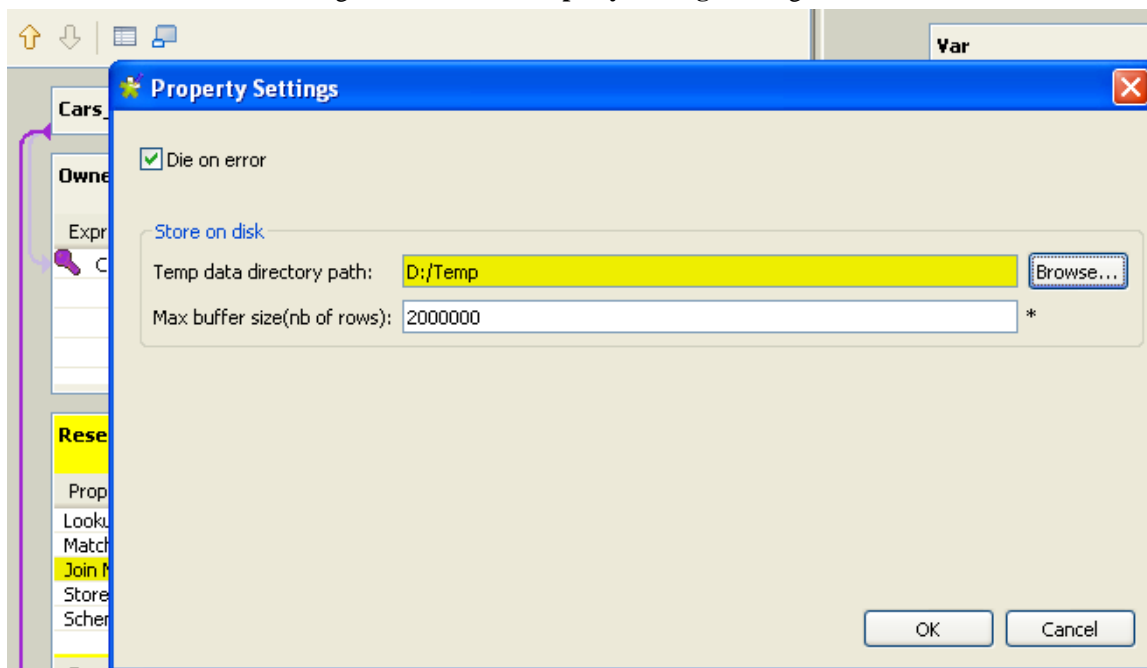 Var
Property Settings
Cars_
Die on error
Owne
Expr
Store on disk
C
Temp data directory path: D:/Temp Browse...
Max buffer size(nb of rows): 2000000 *
Rese
Prop
Looku
Match
Join M
Store
Schem
OK Cancel